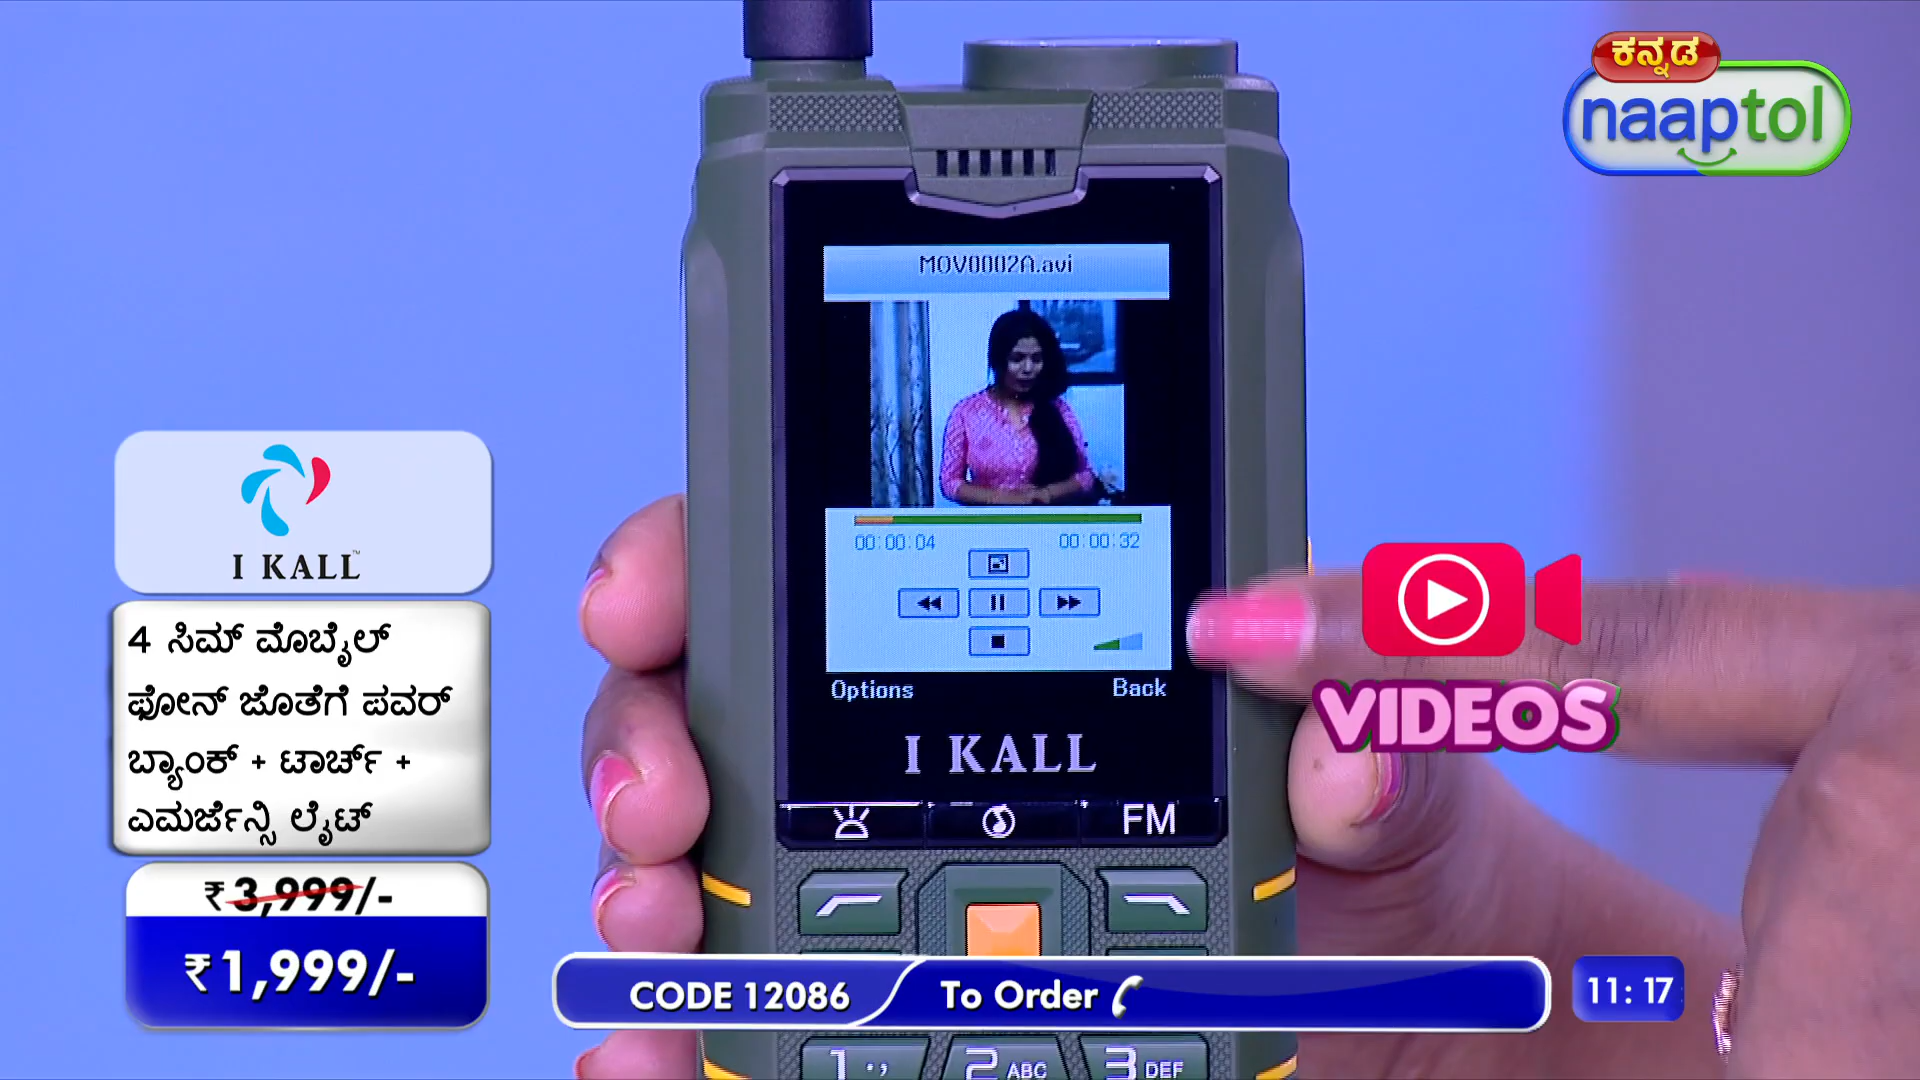 ಕನ್ನಡ
naaptol
MOV0002A.avi
00:00:04
00:00:32
Options
Back
I KALL
FM
I KALL™
4 ಸಿಮ್ ಮೊಬೈಲ್
ಫೋನ್ ಜೊತೆಗೆ ಪವರ್
ಬ್ಯಾಂಕ್ + ಟಾರ್ಚ್ +
ಎಮರ್ಜೆನ್ಸಿ ಲೈಟ್
₹3,999/-
₹1,999/-
VIDEOS
CODE 12086
To Order
11:17
1 .,
2 ABC
3 DEF